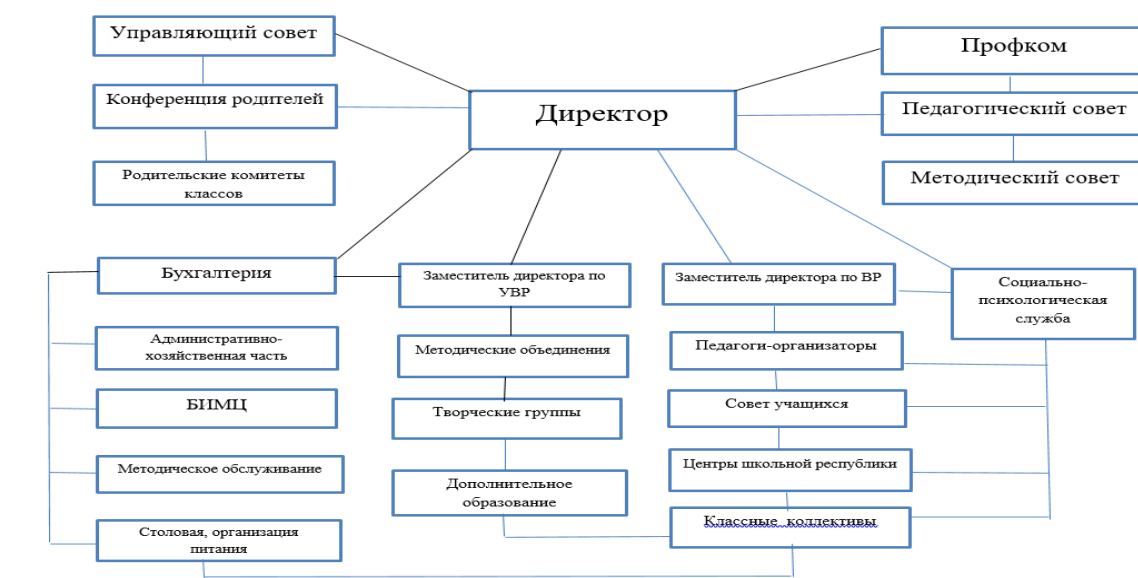 Управляющий совет
Профком
Конференция родителей
Директор
Педагогический совет
Родительские комитеты
классов
Методический совет
Бухгалтерия
Заместитель директора по
УВР
Заместитель директора по ВР
Социально-
психологическая
служба
Административно-
хозяйственная часть
Методические объединения
Педагоги-организаторы
БИМЦ
Творческие группы
Совет учащихся
Методическое обслуживание
Дополнительное
образование
Центры школьной республики
Столовая, организация
питания
Классные коллективы